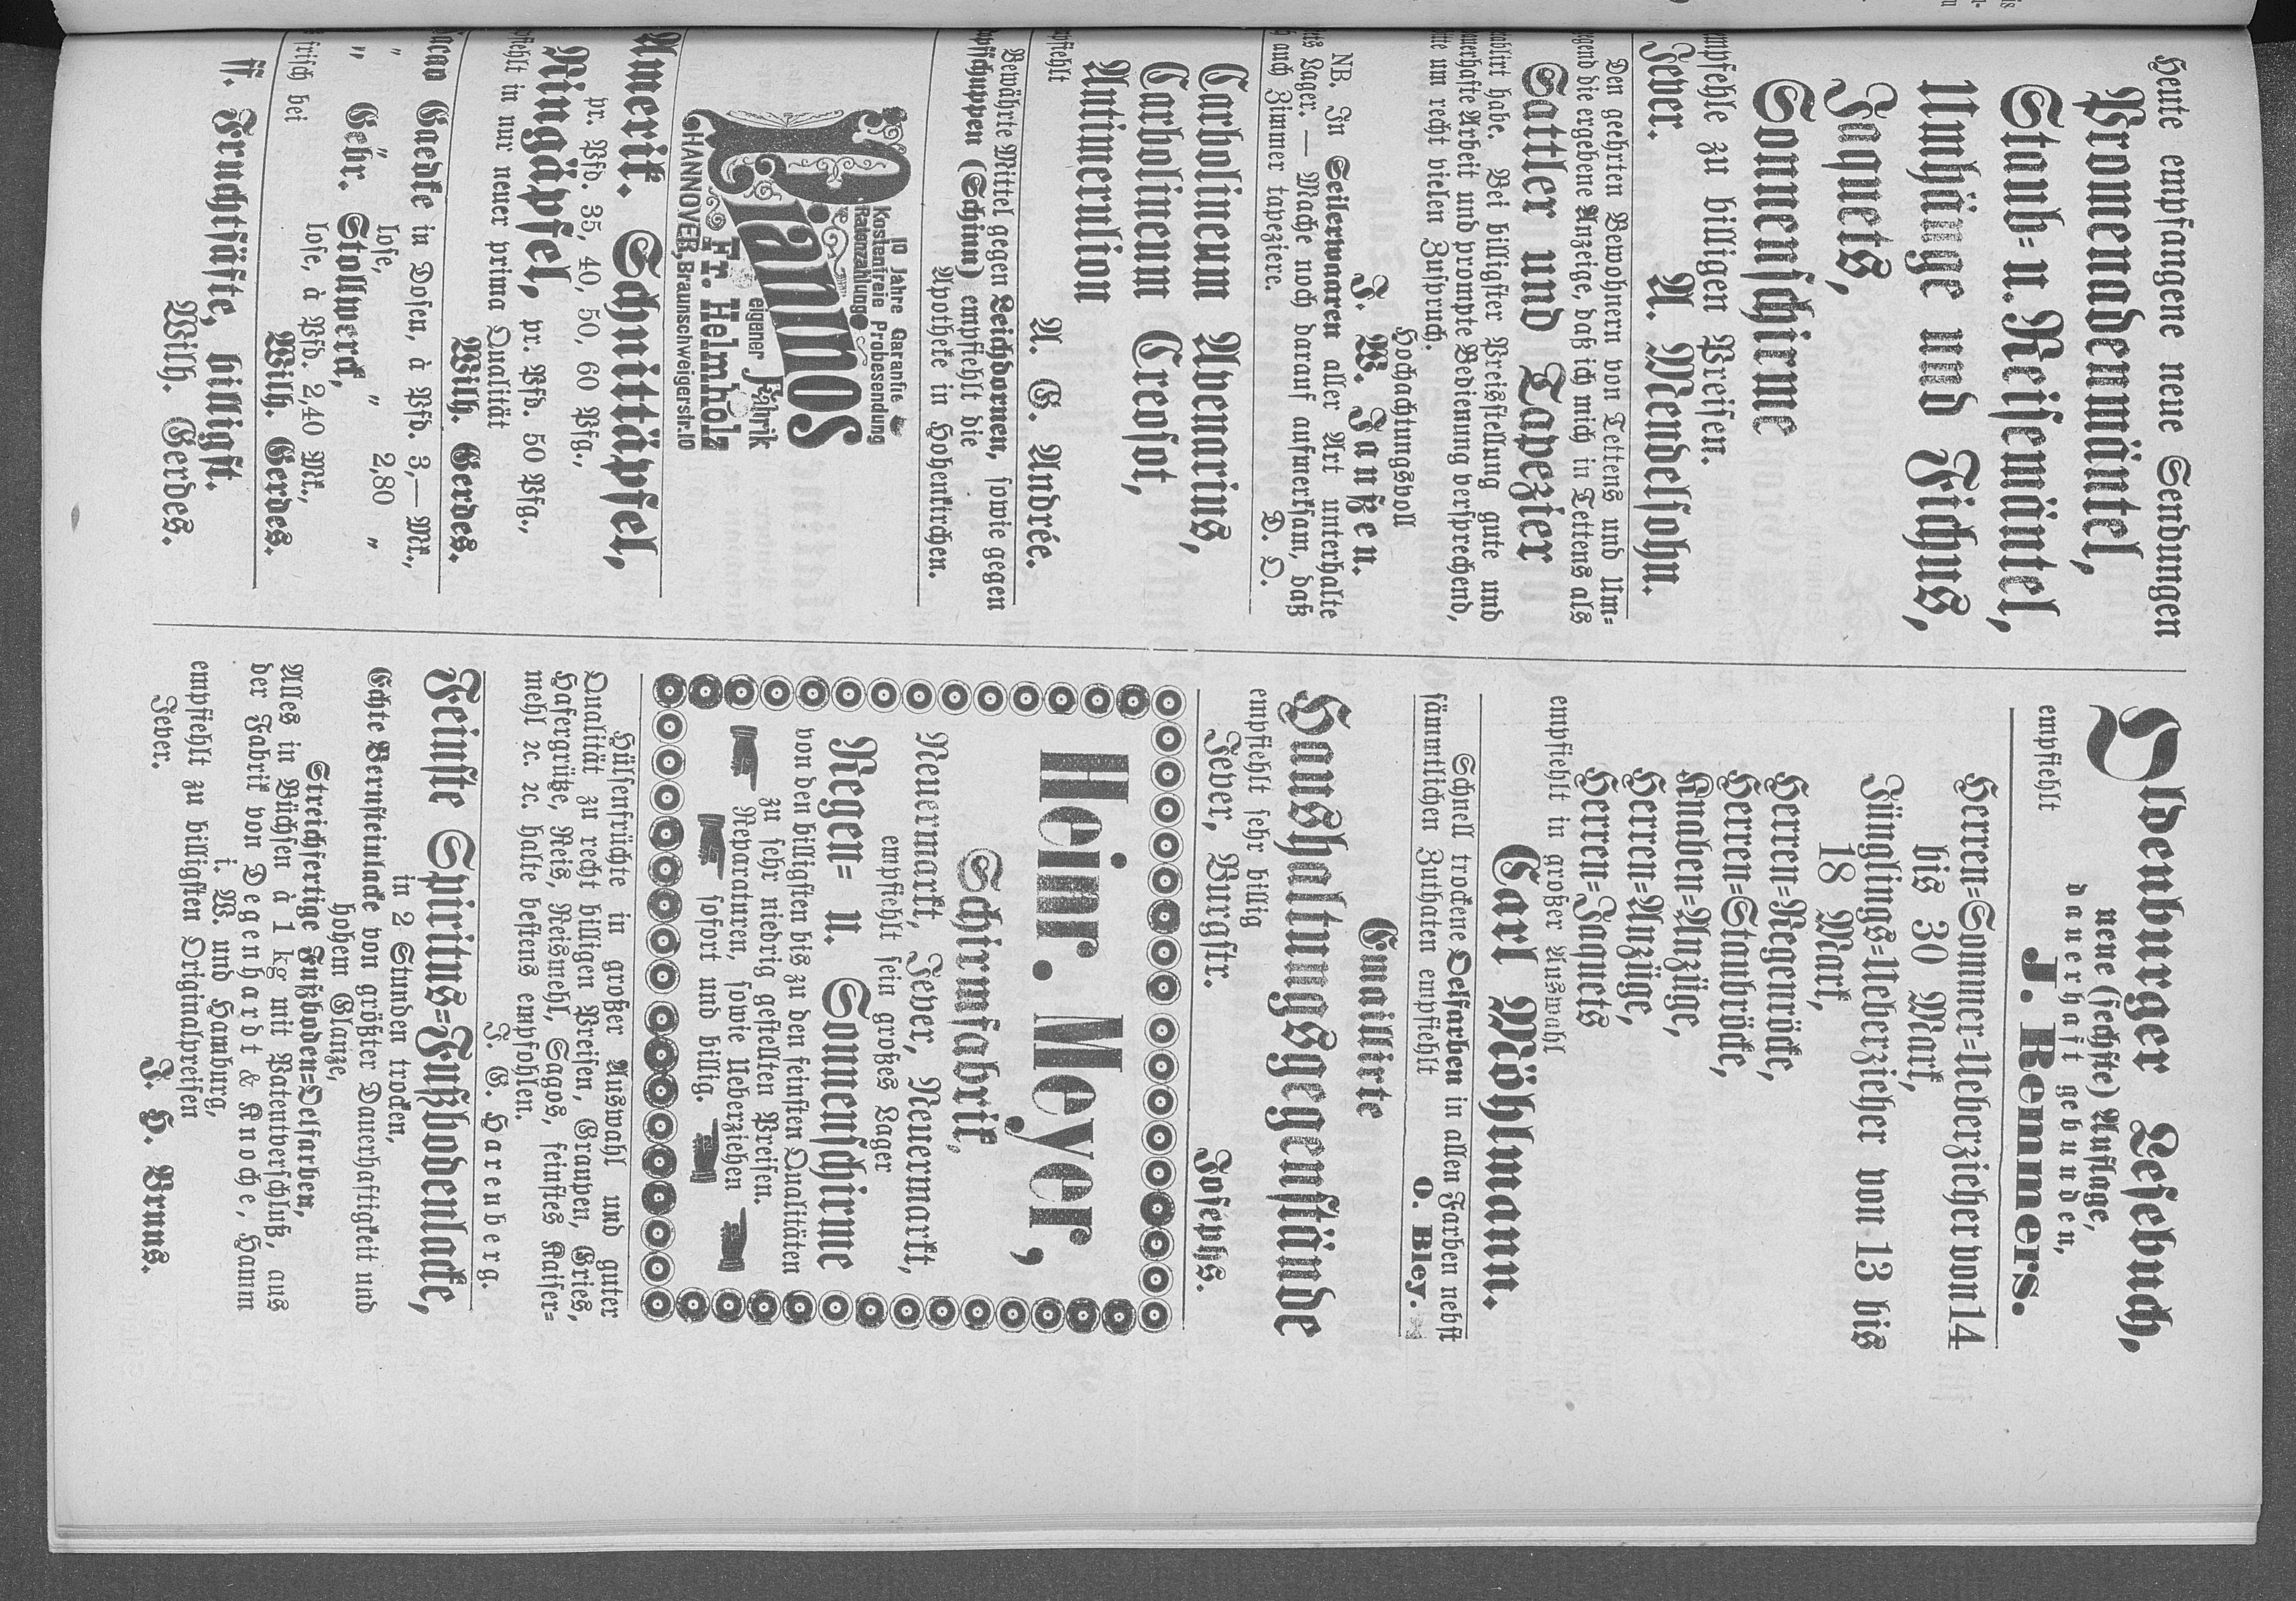 Heute empfangene neue Sendungen
Promenadenmäntel,
Staub- u. Reisemäntel,
Umhänge und Fichus,
Jaquets,
Sonnenschirme
empfehle zu billigen Preisen.
Jever. A. Mendelsohn.
Den geehrten Bewohnern von Tettens und Um-
gegend die ergebene Anzeige, daß ich mich in Tettens als
Sattler und Tapezier
etablirt habe. Bei billigster Preisstellung gute und
dauerhafte Arbeit und prompte Bedienung versprechend,
bitte um recht vielen Zuspruch.
Hochachtungsvoll
J. W. Janßen.
NB. In Seilerwaaren aller Art unterhalte
stets Lager. — Mache noch darauf aufmerksam, daß
ich auch Zimmer tapeziere. D. O.
Carbolineum Avenarius,
Carbolineum Creosot,
Antimerulion
empfiehlt A. E. Andrée.
Bewährte Mittel gegen Leichdornen, sowie gegen
Kopfschuppen (Schinn) empfiehlt die
Apotheke in Hohenkirchen.
10 Jahre Garantie
Kostenfreie Probesendung
Ratenzahlung
Pianinos
eigener Fabrik
Fr. Helmholz
HANNOVER, Braunschweigerstr. 10
Amerik. Schnittäpfel,
pr. Pfd. 35, 40, 50, 60 Pfg.,
Ringäpfel, pr. Pfd. 50 Pfg.,
empfiehlt in nur neuer prima Qualität
Wilh. Gerdes.
Cacao Gaedke in Dosen, à Pfd. 3,— Mk.,
" " lose, " 2,80 "
" Gebr. Stollwerck,
lose, à Pfd. 2,40 Mk.,
frisch bei Wilh. Gerdes.
ff. Fruchtsäfte, billigst.
Wilh. Gerdes.
Oldenburger Lesebuch,
neue (sechste) Auflage,
dauerhaft gebunden,
empfiehlt J. Remmers.
Herren-Sommer-Ueberzieher von 14
bis 30 Mark,
Jünglings-Ueberzieher von 13 bis
18 Mark,
Herren-Regenröcke,
Herren-Staubröcke,
Knaben-Anzüge,
Herren-Anzüge,
Herren-Jaquets
empfiehlt in großer Auswahl
Carl Möhlmann.
Schnell trockene Oelfarben in allen Farben nebst
sämmtlichen Zuthaten empfiehlt O. Bley.
Emaillirte
Haushaltungsgegenstände
empfiehlt sehr billig
Jever, Burgstr. Josephs.
Heinr. Meyer,
Schirmfabrik,
Neuermarkt, Jever, Neuermarkt,
empfiehlt sein großes Lager
Regen- u. Sonnenschirme
von den billigsten bis zu den feinsten Qualitäten
zu sehr niedrig gestellten Preisen.
Reparaturen, sowie Ueberziehen
sofort und billig.
Hülsenfrüchte in großer Auswahl und guter
Qualität zu recht billigen Preisen, Graupen, Gries,
Hafergrütze, Reis, Reismehl, Sago, feinstes Kaiser-
mehl ꝛc. ꝛc. halte bestens empfohlen.
J. C. Harenberg.
Feinste Spiritus-Fußbodenlacke,
in 2 Stunden trocken,
Echte Bernsteinlacke von größter Dauerhaftigkeit und
hohem Glanze,
Streichfertige Fußboden-Oelfarben,
Alles in Büchsen à 1 kg mit Patentverschluß, aus
der Fabrik von Degenhardt & Knoche, Hamm
i. W. und Hamburg,
empfiehlt zu billigsten Originalpreisen
Jever. J. H. Bruns.